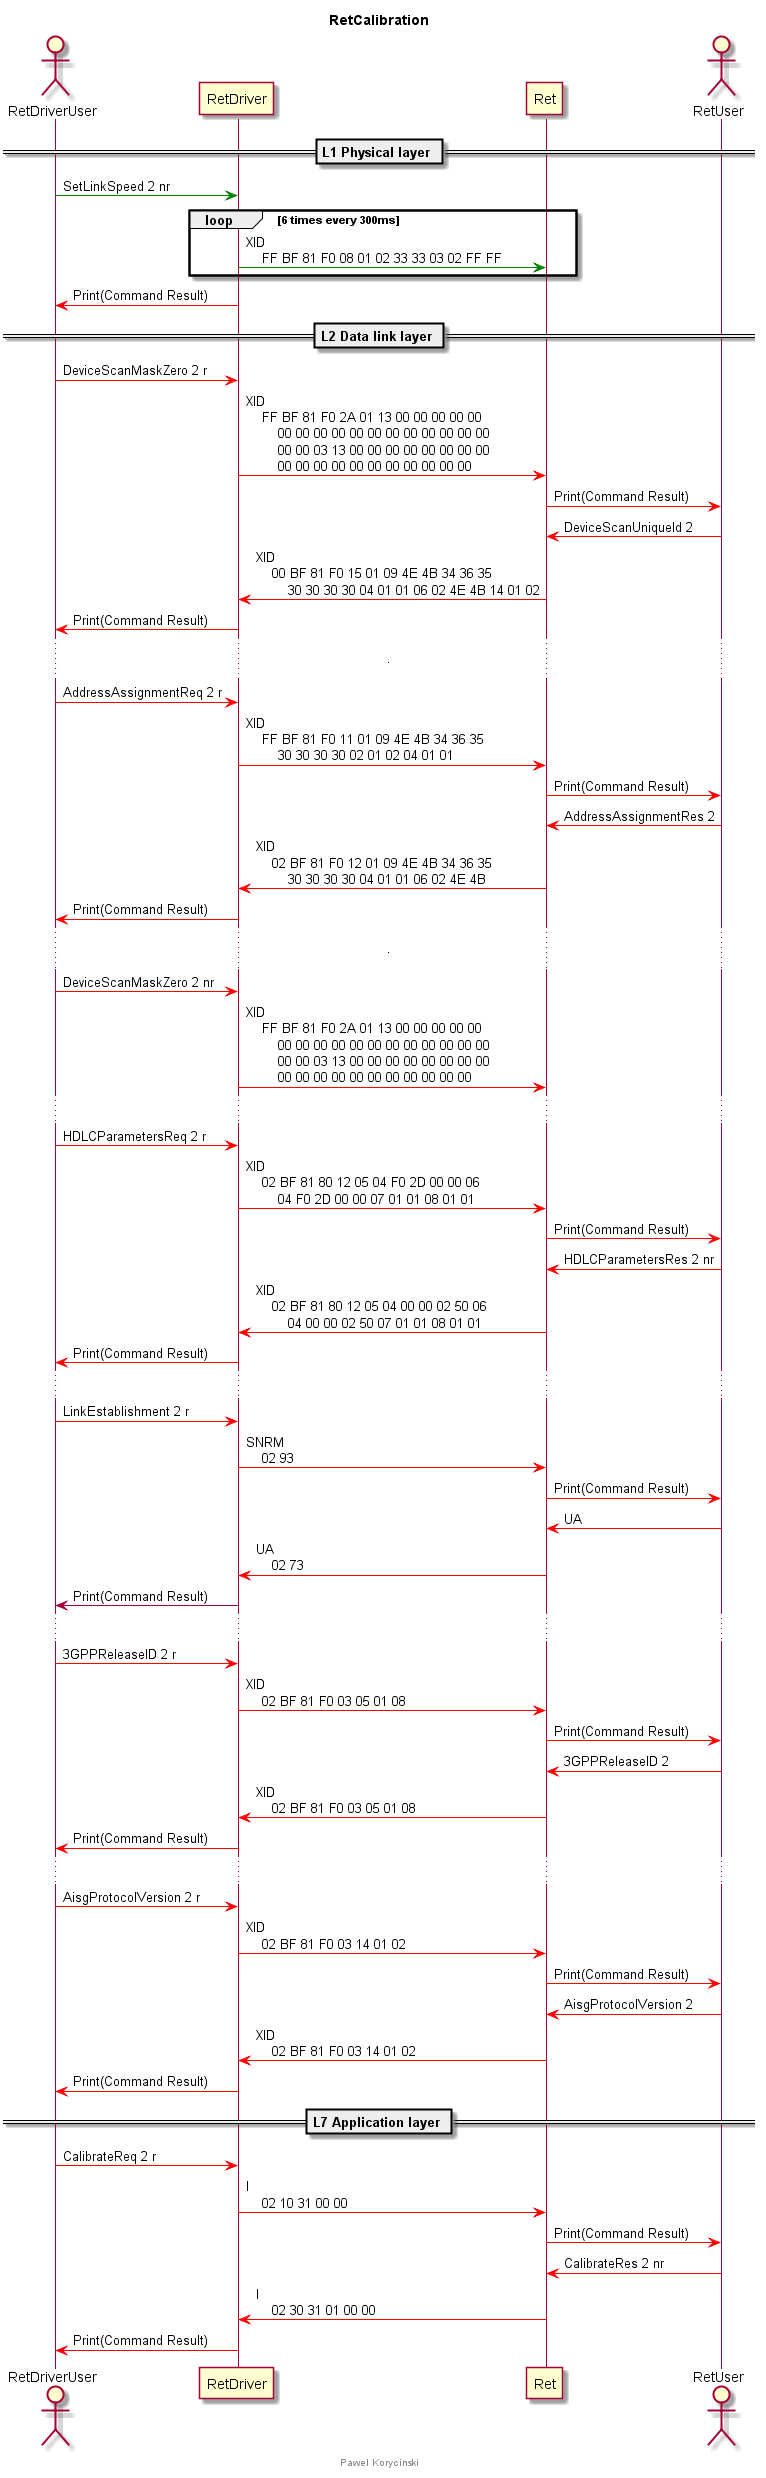 RetCalibration
RetDriverUser
RetDriver
Ret
RetUser
L1 Physical layer
SetLinkSpeed 2 nr
loop [6 times every 300ms]
XID
FF BF 81 F0 08 01 02 33 33 03 02 FF FF
Print(Command Result)
L2 Data link layer
DeviceScanMaskZero 2 r
XID
FF BF 81 F0 2A 01 13 00 00 00 00 00
00 00 00 00 00 00 00 00 00 00 00 00
00 00 03 13 00 00 00 00 00 00 00 00
00 00 00 00 00 00 00 00 00 00 00
Print(Command Result)
DeviceScanUniqueId 2
XID
00 BF 81 F0 15 01 09 4E 4B 34 36 35
30 30 30 30 04 01 01 06 02 4E 4B 14 01 02
Print(Command Result)
.
AddressAssignmentReq 2 r
XID
FF BF 81 F0 11 01 09 4E 4B 34 36 35
30 30 30 30 02 01 02 04 01 01
Print(Command Result)
AddressAssignmentRes 2
XID
02 BF 81 F0 12 01 09 4E 4B 34 36 35
30 30 30 30 04 01 01 06 02 4E 4B
Print(Command Result)
.
DeviceScanMaskZero 2 nr
XID
FF BF 81 F0 2A 01 13 00 00 00 00 00
00 00 00 00 00 00 00 00 00 00 00 00
00 00 03 13 00 00 00 00 00 00 00 00
00 00 00 00 00 00 00 00 00 00 00
HDLCParametersReq 2 r
XID
02 BF 81 80 12 05 04 F0 2D 00 00 06
04 F0 2D 00 00 07 01 01 08 01 01
Print(Command Result)
HDLCParametersRes 2 nr
XID
02 BF 81 80 12 05 04 00 00 02 50 06
04 00 00 02 50 07 01 01 08 01 01
Print(Command Result)
LinkEstablishment 2 r
SNRM
02 93
Print(Command Result)
UA
UA
02 73
Print(Command Result)
3GPPReleaseID 2 r
XID
02 BF 81 F0 03 05 01 08
Print(Command Result)
3GPPReleaseID 2
XID
02 BF 81 F0 03 05 01 08
Print(Command Result)
AisgProtocolVersion 2 r
XID
02 BF 81 F0 03 14 01 02
Print(Command Result)
AisgProtocolVersion 2
XID
02 BF 81 F0 03 14 01 02
Print(Command Result)
L7 Application layer
CalibrateReq 2 r
I
02 10 31 00 00
Print(Command Result)
CalibrateRes 2 nr
I
02 30 31 01 00 00
Print(Command Result)
RetDriverUser
RetDriver
Ret
RetUser
Pawel Korycinski